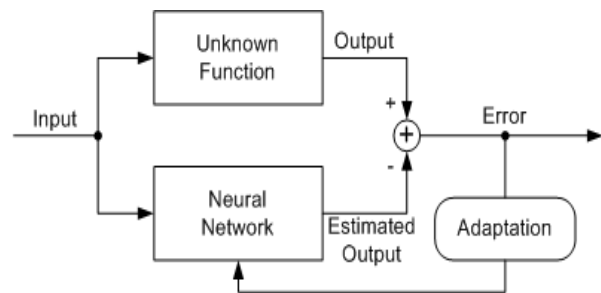 Unknown
Function
Output
+
Input
+
Error
-
Neural
Network
Estimated
Output
Adaptation